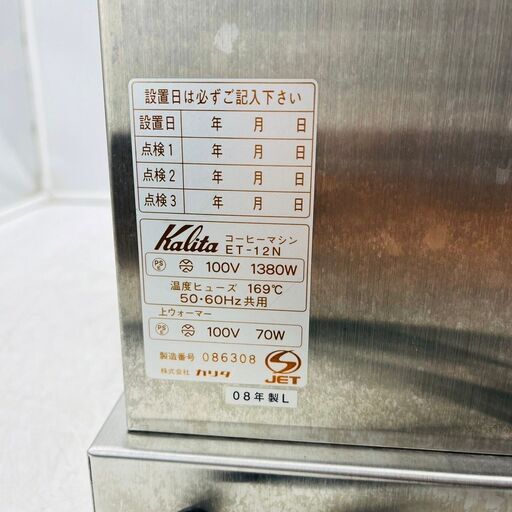 設置日は必ずご記入下さい
設置日 年 月 日
点検1 年 月 日
点検2 年 月 日
点検3 年 月 日
Kalita コーヒーマシン
ET-12N
PS E 100V 1380W
温度ヒューズ 169℃
50・60Hz共用
上ウォーマー
PS E 100V 70W
製造番号 086308
株式会社 カリタ
S JET
08年製L